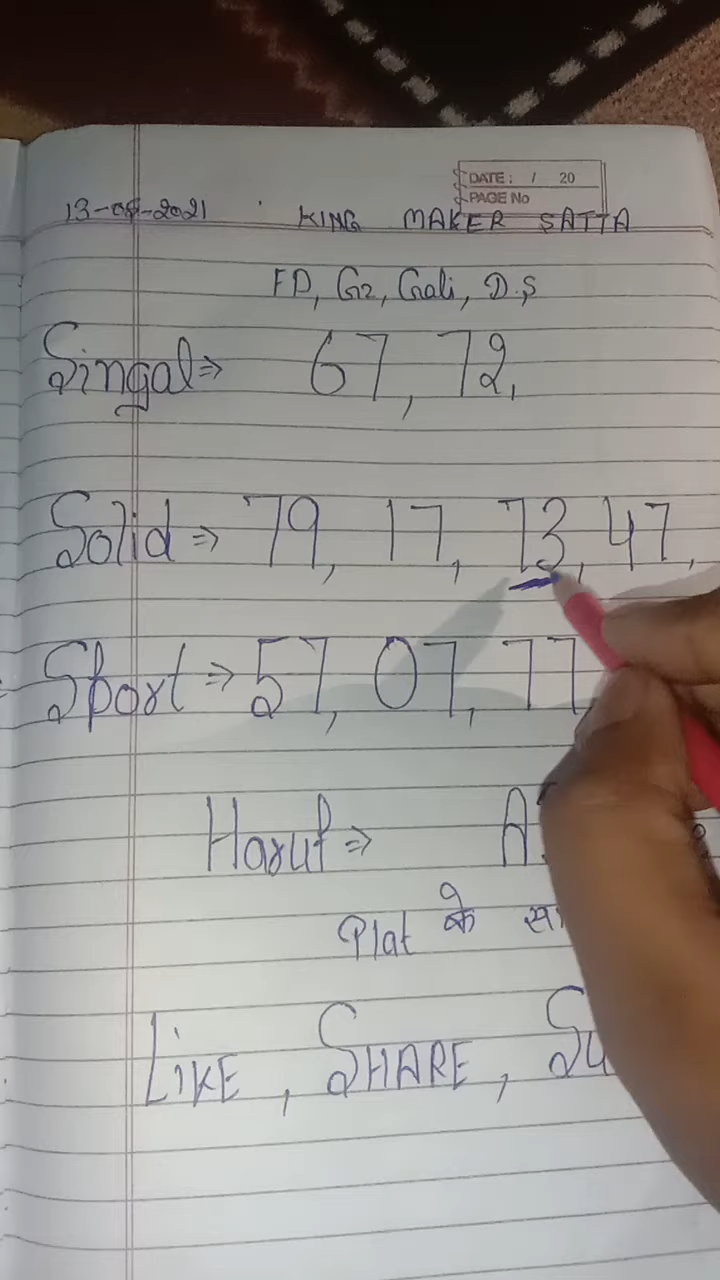 DATE: / 20
PAGE No
13-08-2021 KING MAKER SATTA
FD, GZ, Gali, D.S
Singal⇒ 67, 72,
Solid⇒ 79, 17, 73, 47,
Sport⇒ 57, 07, 77,
Haruf⇒ A
Plat के
LIKE, SHARE, SU